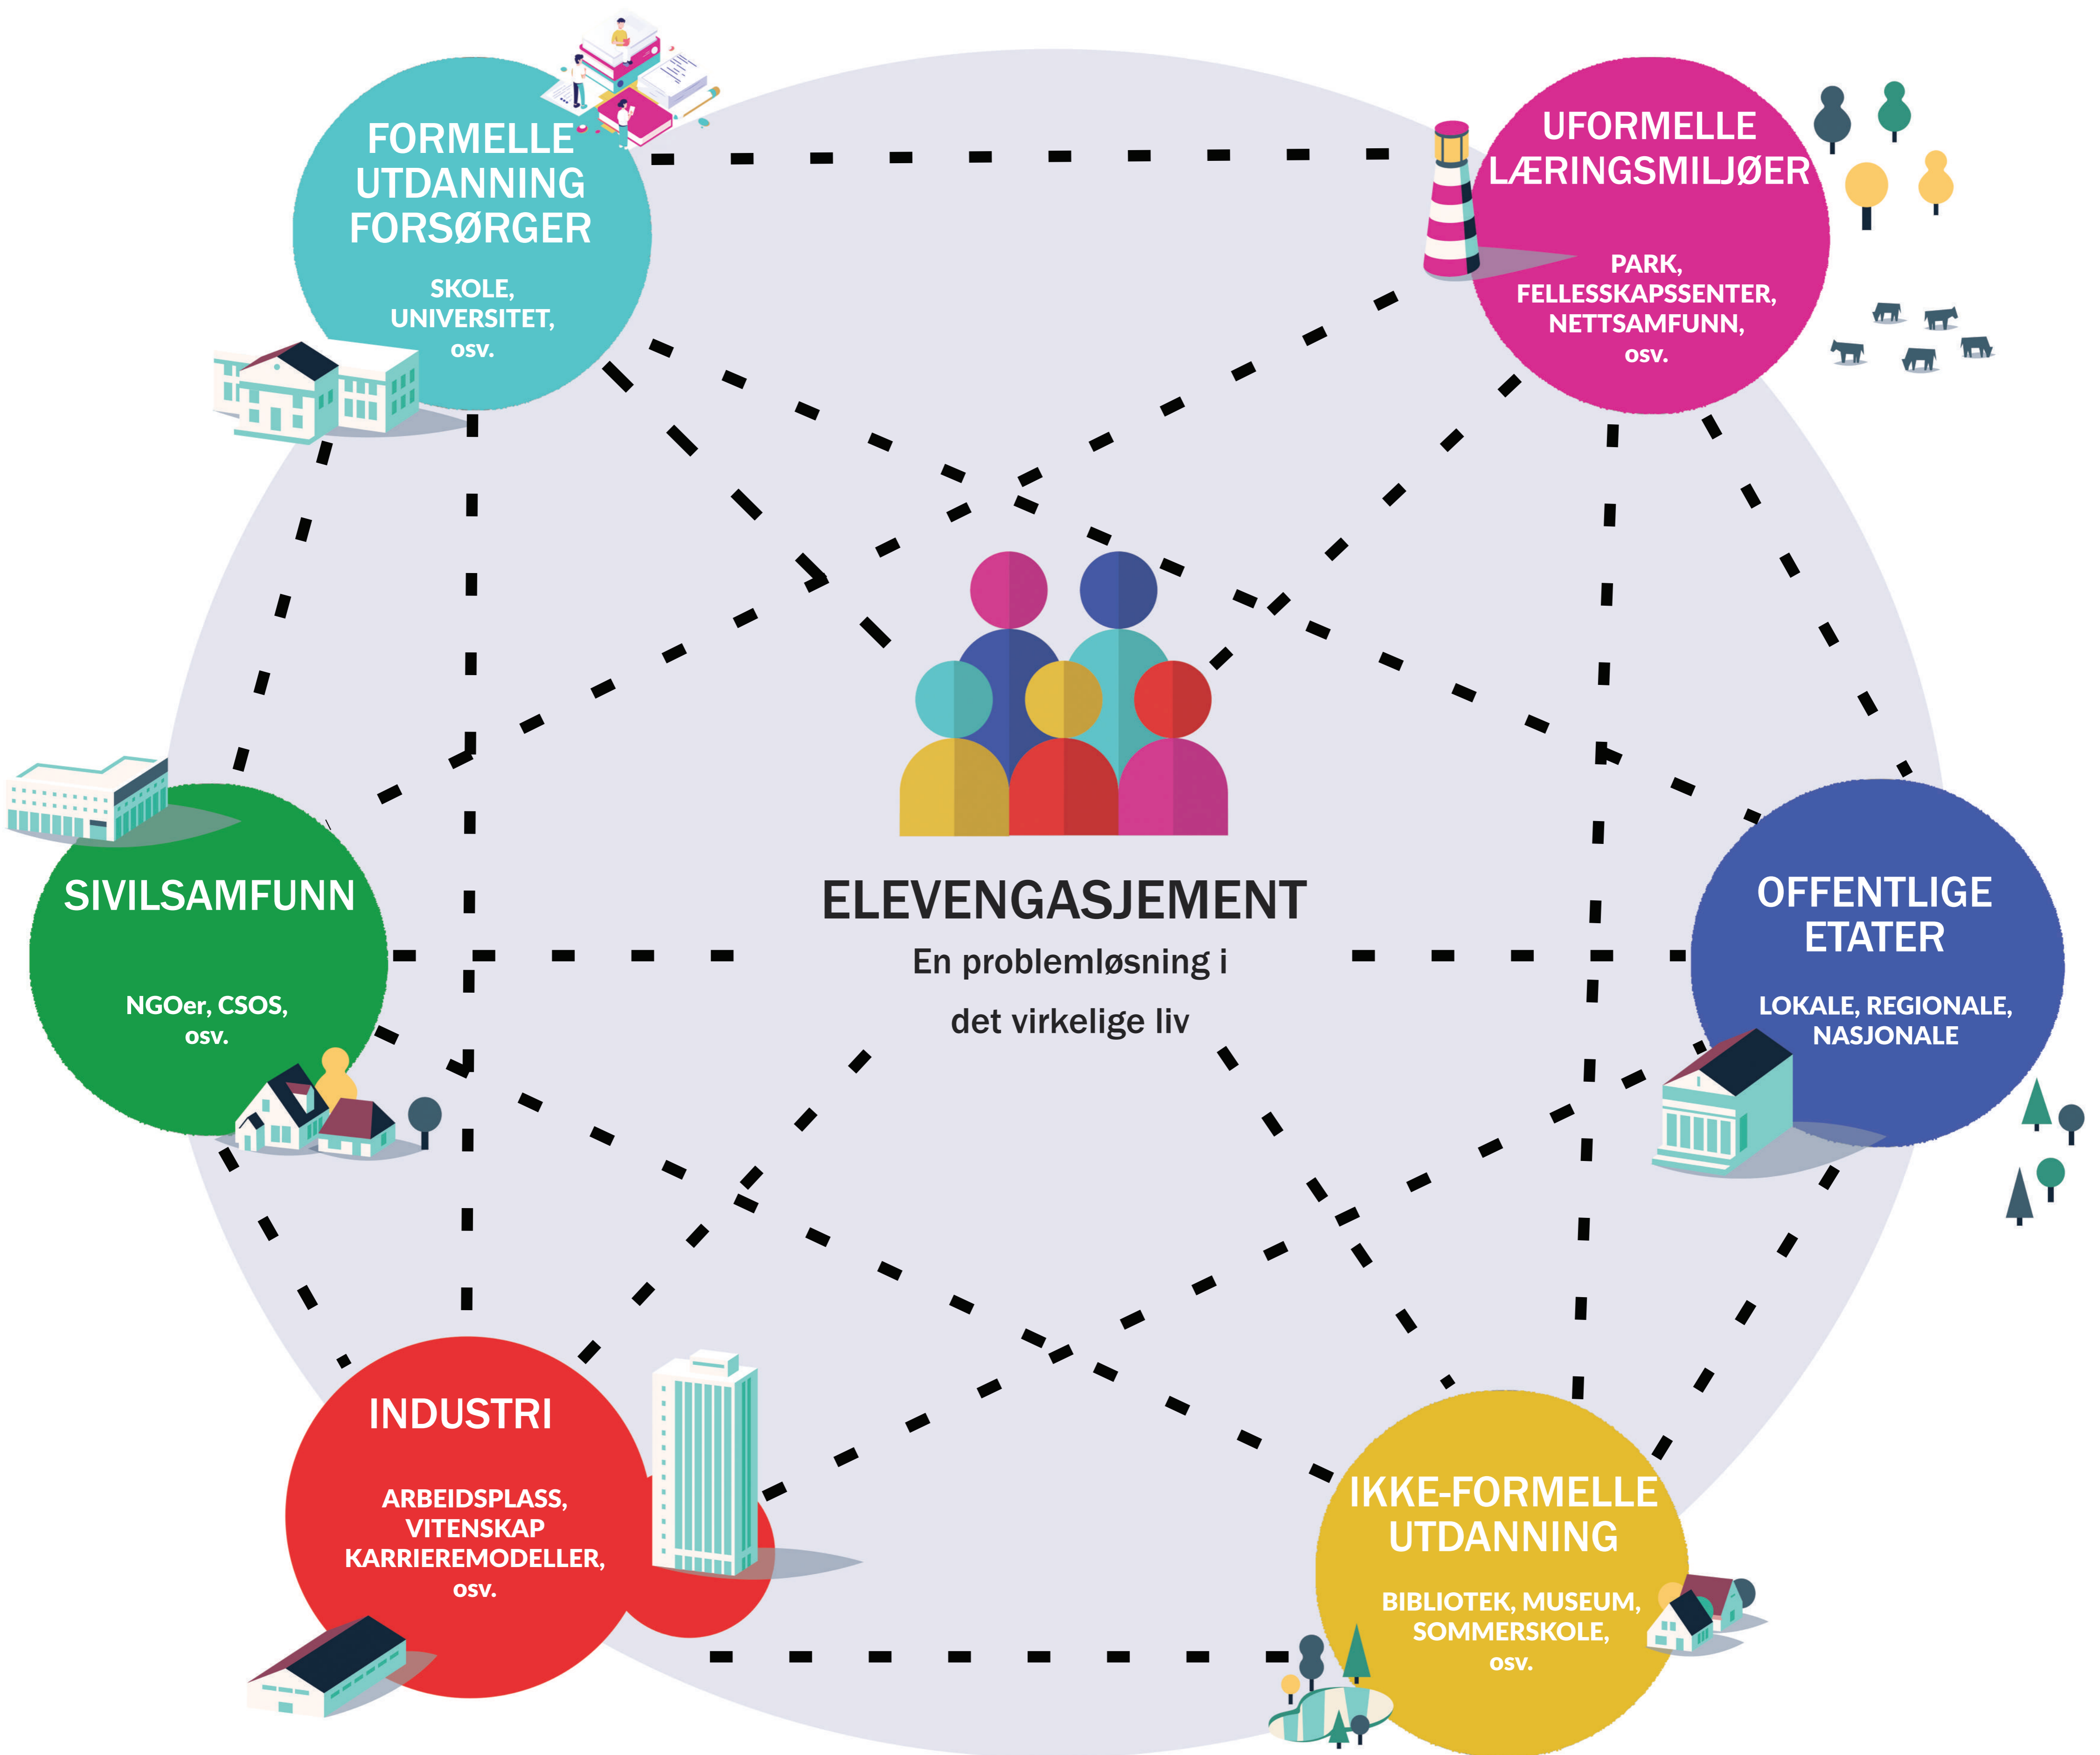 FORMELLE
UTDANNING
FORSØRGER
SKOLE,
UNIVERSITET,
osv.
UFORMELLE
LÆRINGSMILJØER
PARK,
FELLESSKAPSSENTER,
NETTSAMFUNN,
osv.
SIVILSAMFUNN
NGOer, CSOS,
osv.
ELEVENGASJEMENT
En problemløsning i
det virkelige liv
OFFENTLIGE
ETATER
LOKALE, REGIONALE,
NASJONALE
INDUSTRI
ARBEIDSPLASS,
VITENSKAP
KARRIEREMODELLER,
osv.
IKKE-FORMELLE
UTDANNING
BIBLIOTEK, MUSEUM,
SOMMERSKOLE,
osv.